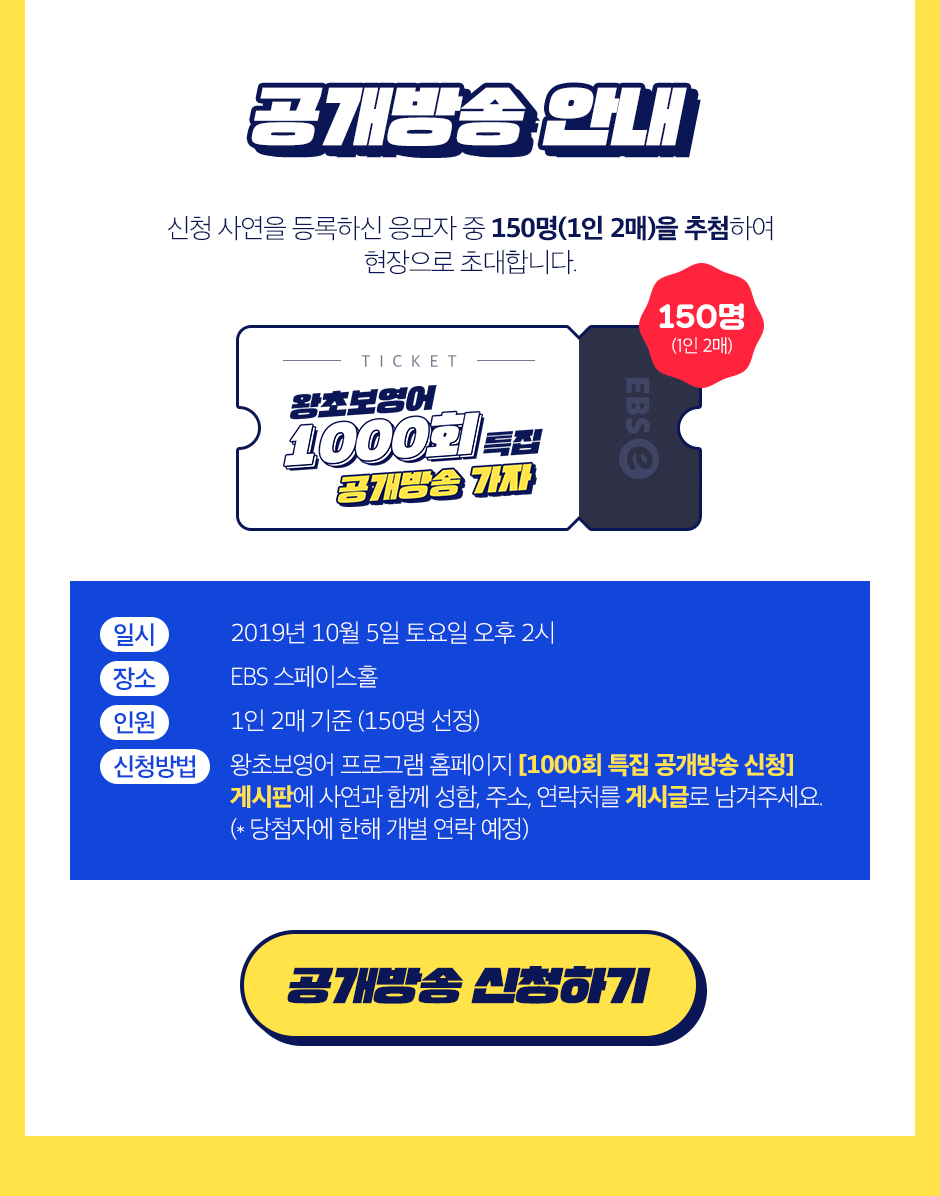 공개방송 안내
신청 사연을 등록하신 응모자 중 150명(1인 2매)을 추첨하여
현장으로 초대합니다.
150명
(1인 2매)
TICKET
왕초보영어
1000회 특집
공개방송 가자
EBS e
일시 2019년 10월 5일 토요일 오후 2시
장소 EBS 스페이스홀
인원 1인 2매 기준 (150명 선정)
신청방법 왕초보영어 프로그램 홈페이지 [1000회 특집 공개방송 신청]
게시판에 사연과 함께 성함, 주소, 연락처를 게시글로 남겨주세요.
(* 당첨자에 한해 개별 연락 예정)
공개방송 신청하기